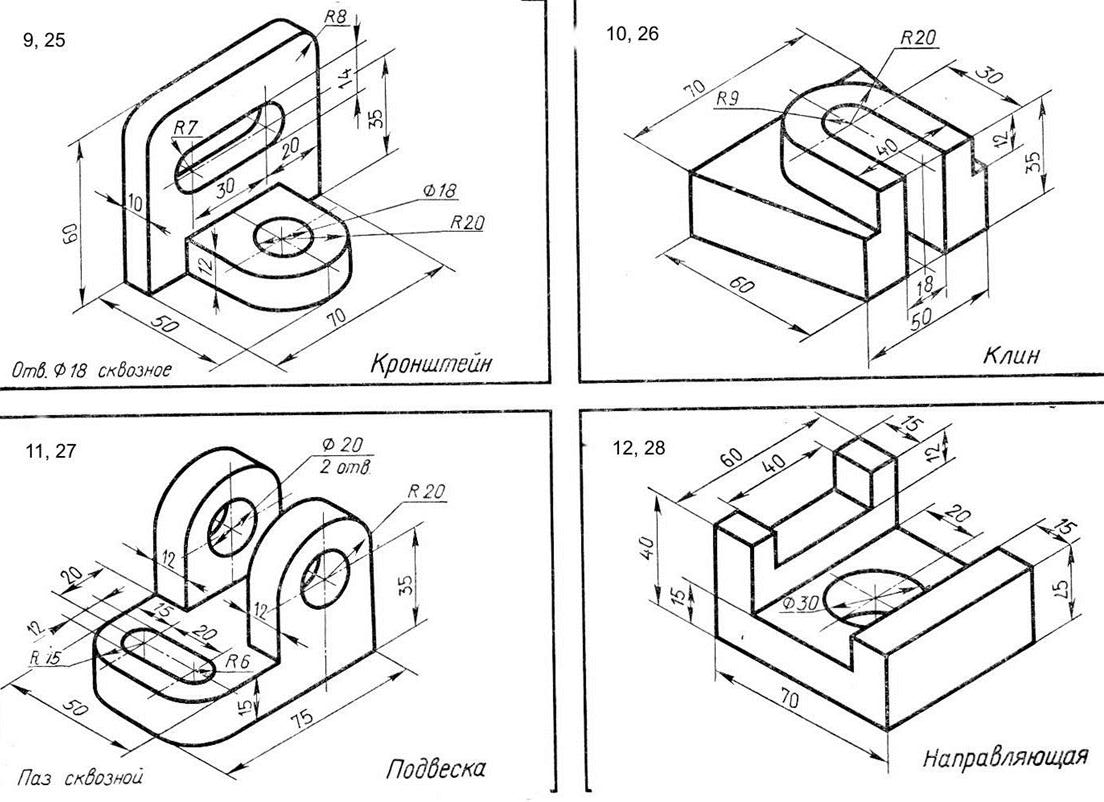 9, 25
R8
14
35
R7
20
30
10
60
Ф18
R20
12
50
70
Отв. Ф18 сквозное
Кронштейн
10, 26
R20
30
70
R9
40
12
35
60
18
50
Клин
11, 27
Ф 20
2 отв.
R 20
12
20
12
35
15
12
20
R 15
R6
50
15
75
Паз сквозной
Подвеска
12, 28
15
60
12
40
20
15
40
15
Ф30
25
70
Направляющая